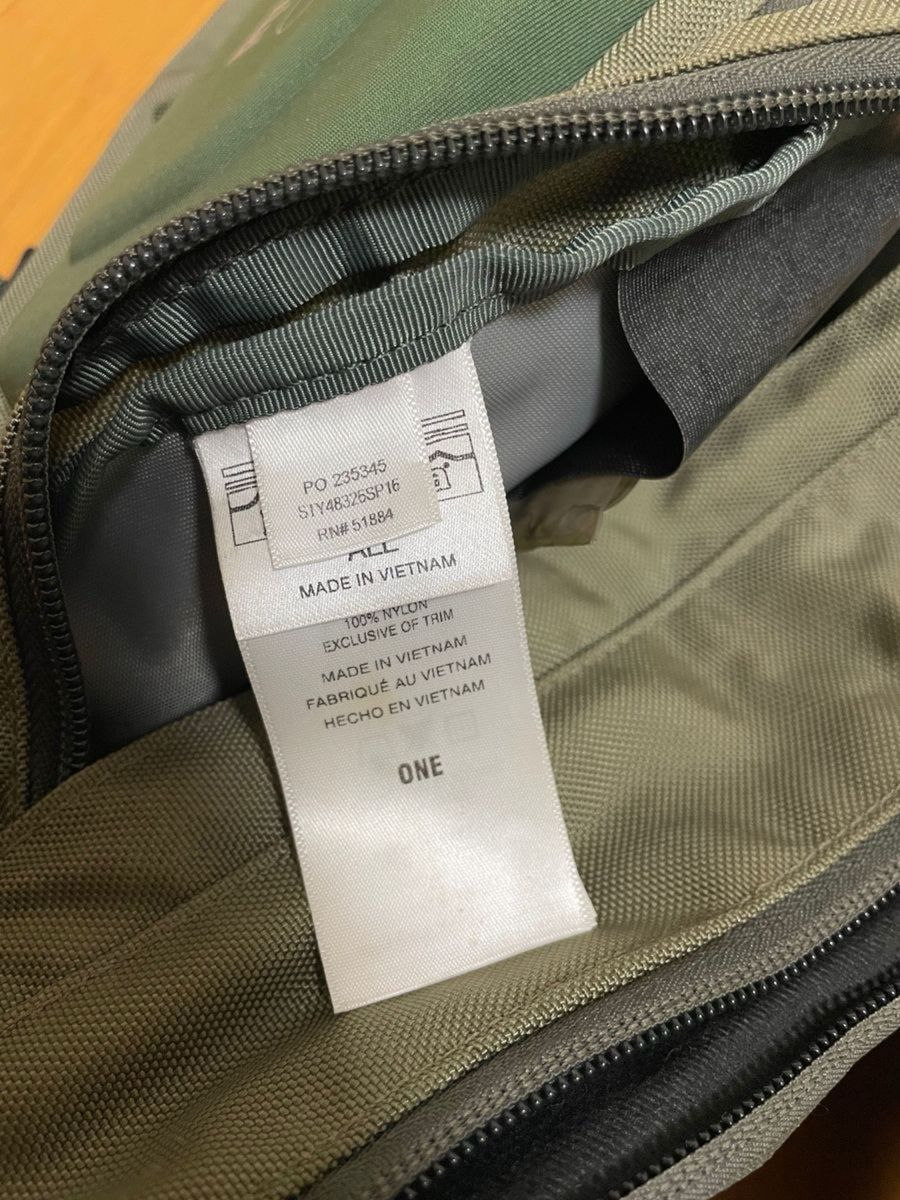 PO 235345
STY48326SP16
RN# 51884
ALL
MADE IN VIETNAM
100% NYLON
EXCLUSIVE OF TRIM
MADE IN VIETNAM
FABRIQUÉ AU VIETNAM
HECHO EN VIETNAM
ONE